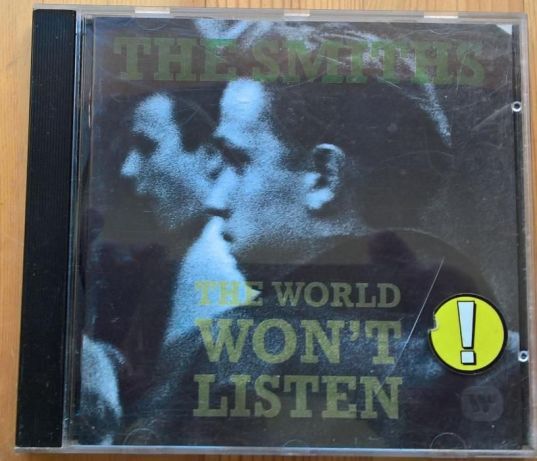 THE SMITHS
THE WORLD
WON'T
LISTEN
!